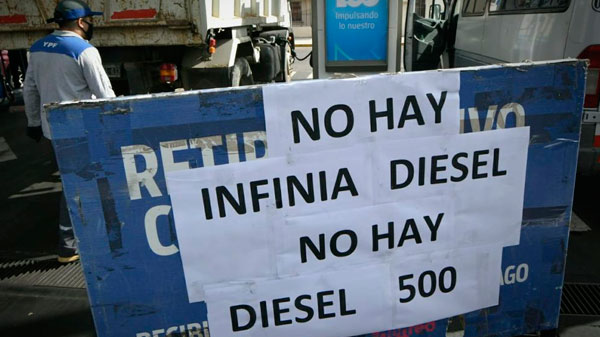 YPF
Impulsando
lo nuestro
NO HAY
INFINIA DIESEL
NO HAY
DIESEL 500